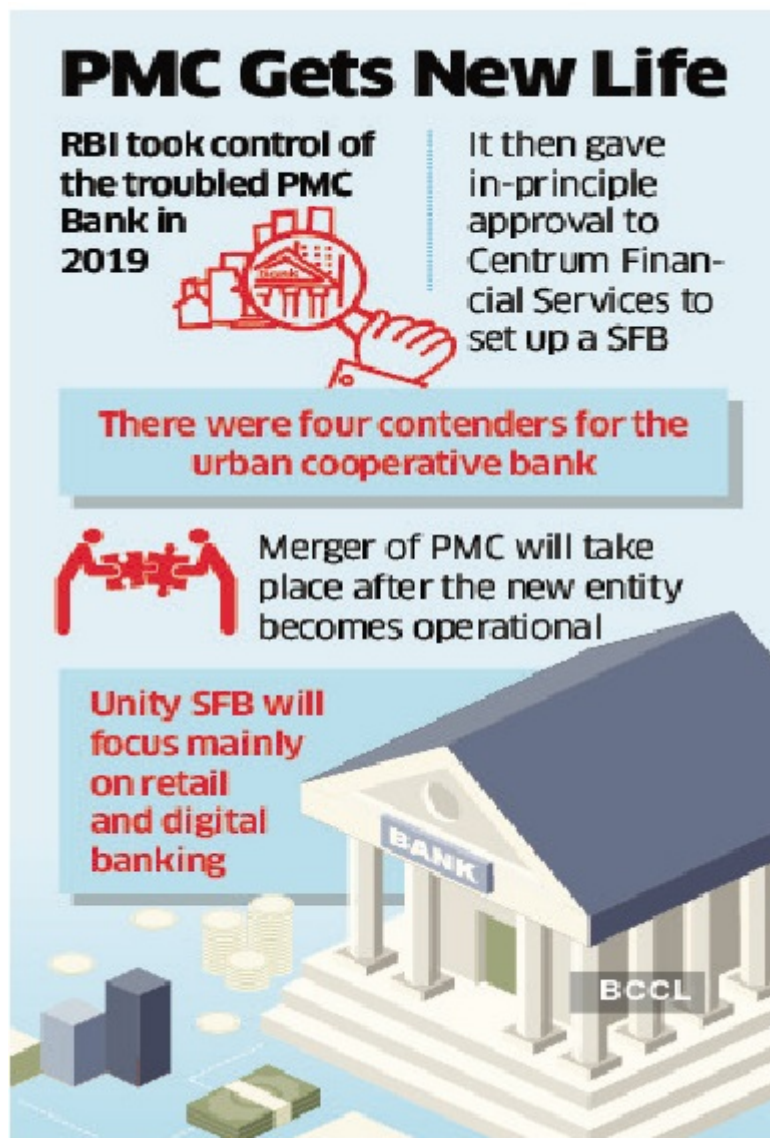 PMC Gets New Life
RBI took control of
the troubled PMC
Bank in
2019
It then gave
in-principle
approval to
Centrum Finan-
cial Services to
set up a SFB
Bank
There were four contenders for the
urban cooperative bank
Merger of PMC will take
place after the new entity
becomes operational
Unity SFB will
focus mainly
on retail
and digital
banking
BANK
BCCL